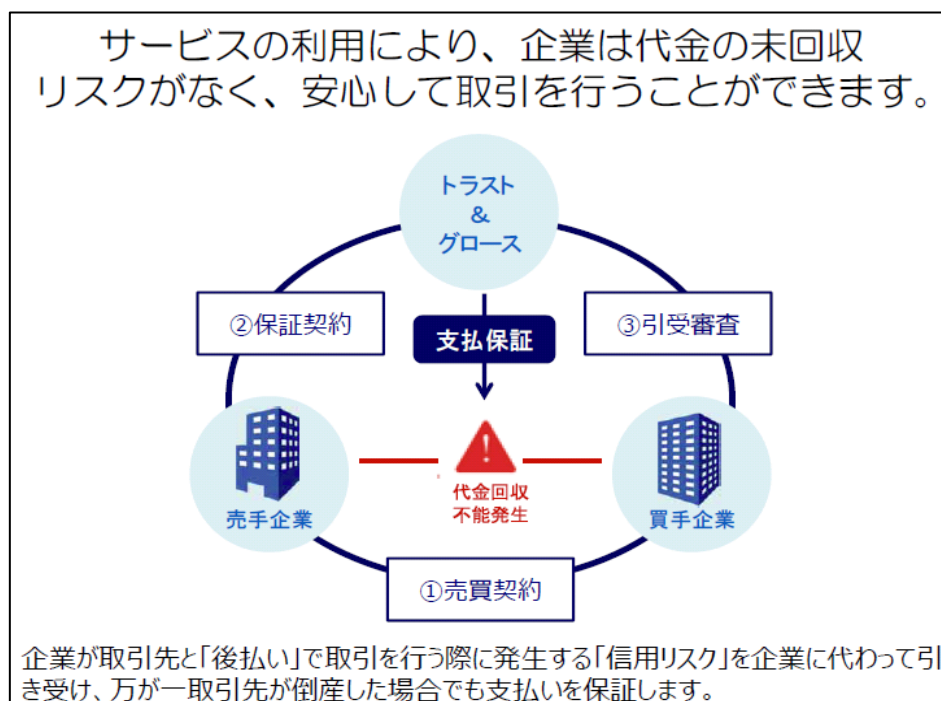 サービスの利用により、企業は代金の未回収
リスクがなく、安心して取引を行うことができます。
トラスト
&
グロース
②保証契約
支払保証
③引受審査
売手企業
代金回収
不能発生
買手企業
①売買契約
企業が取引先と「後払い」で取引を行う際に発生する「信用リスク」を企業に代わって引
き受け、万が一取引先が倒産した場合でも支払いを保証します。